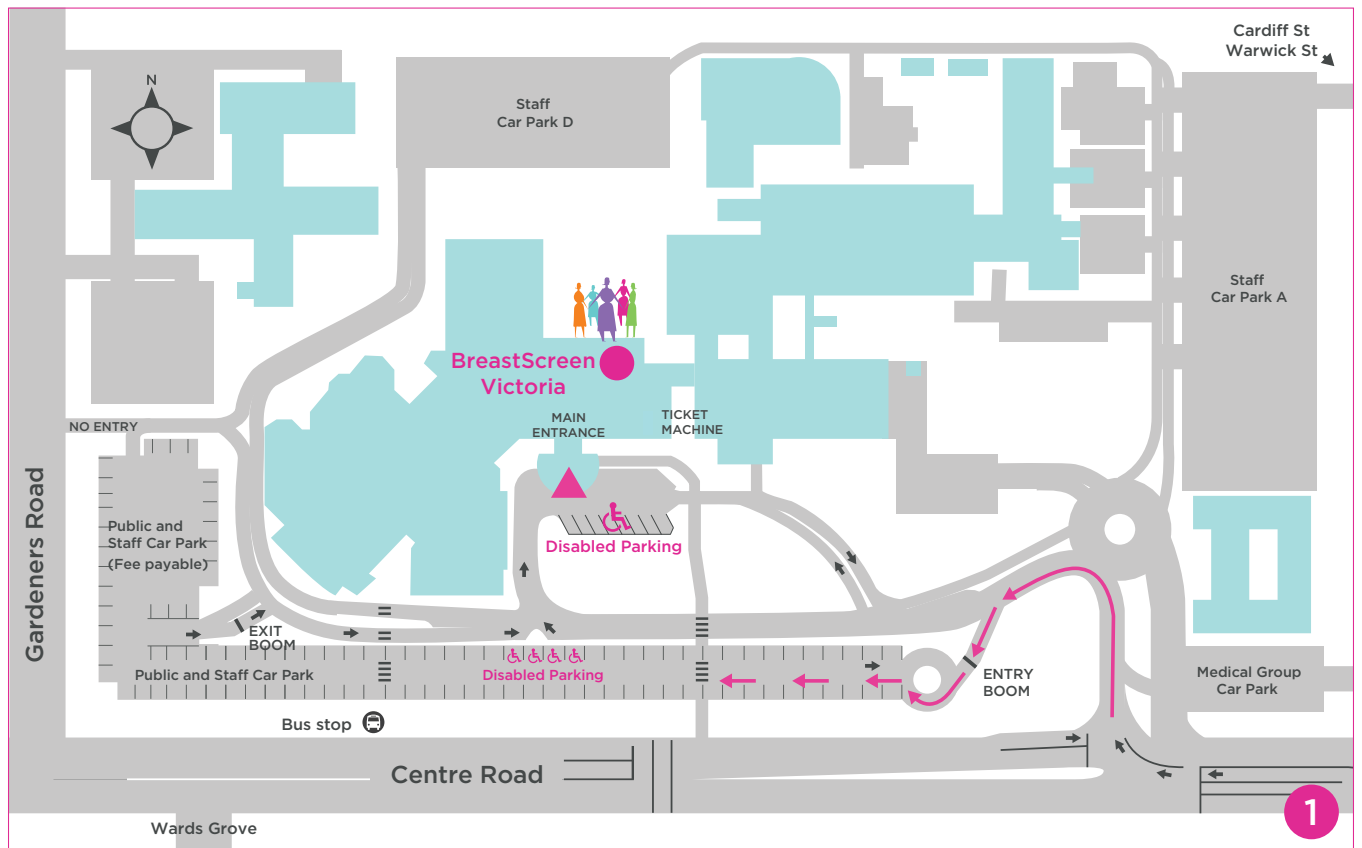 Cardiff St
Warwick St
N
Staff
Car Park D
Staff
Car Park A
BreastScreen
Victoria
MAIN
ENTRANCE
TICKET
MACHINE
NO ENTRY
Gardeners Road
Public and
Staff Car Park
(Fee payable)
Disabled Parking
EXIT
BOOM
Public and Staff Car Park
Disabled Parking
ENTRY
BOOM
Medical Group
Car Park
Bus stop
Centre Road
Wards Grove
1